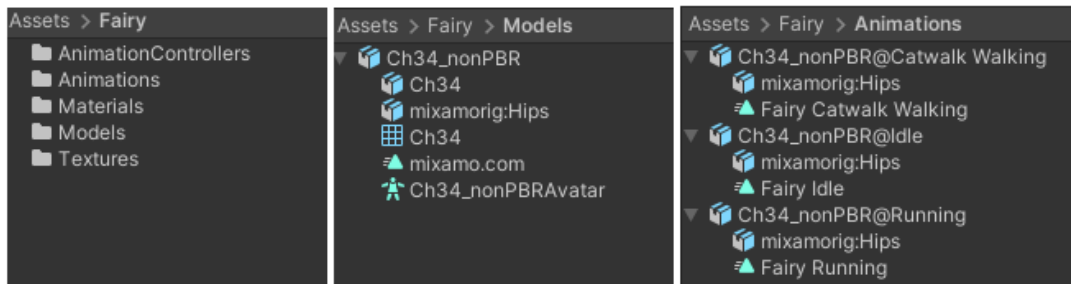 Assets > Fairy
AnimationControllers
Animations
Materials
Models
Textures
Assets > Fairy > Models
Ch34_nonPBR
Ch34
mixamorig:Hips
Ch34
mixamo.com
Ch34_nonPBRAvatar
Assets > Fairy > Animations
Ch34_nonPBR@Catwalk Walking
mixamorig:Hips
Fairy Catwalk Walking
Ch34_nonPBR@Idle
mixamorig:Hips
Fairy Idle
Ch34_nonPBR@Running
mixamorig:Hips
Fairy Running